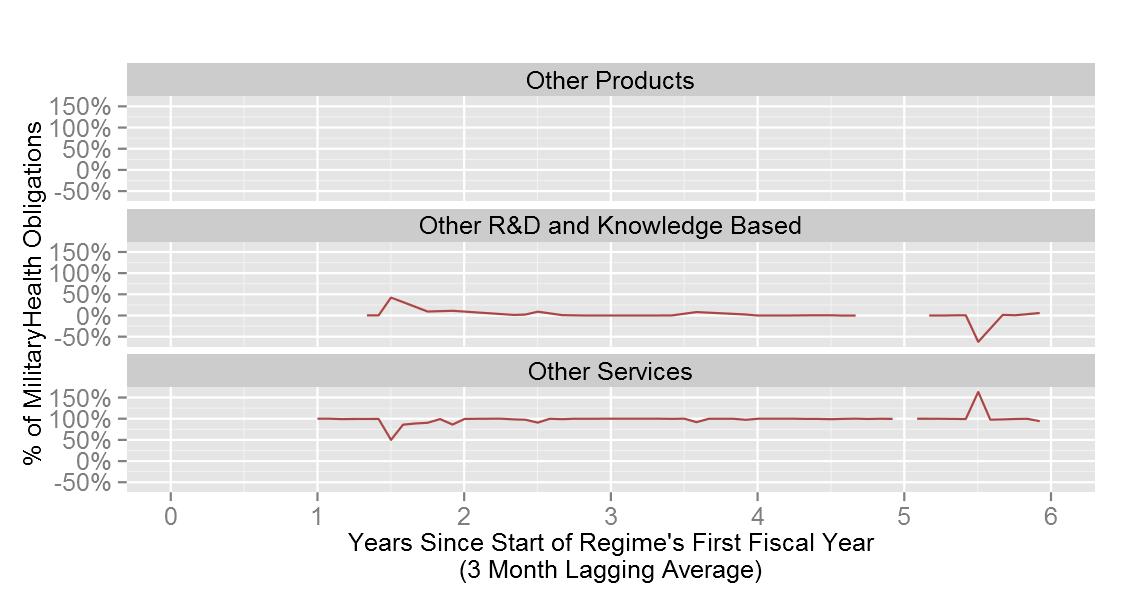 Other Products
150%
100%
50%
0%
-50%
Other R&D and Knowledge Based
150%
100%
50%
0%
-50%
Other Services
150%
100%
50%
0%
-50%
% of MilitaryHealth Obligations
0 1 2 3 4 5 6
Years Since Start of Regime's First Fiscal Year
(3 Month Lagging Average)